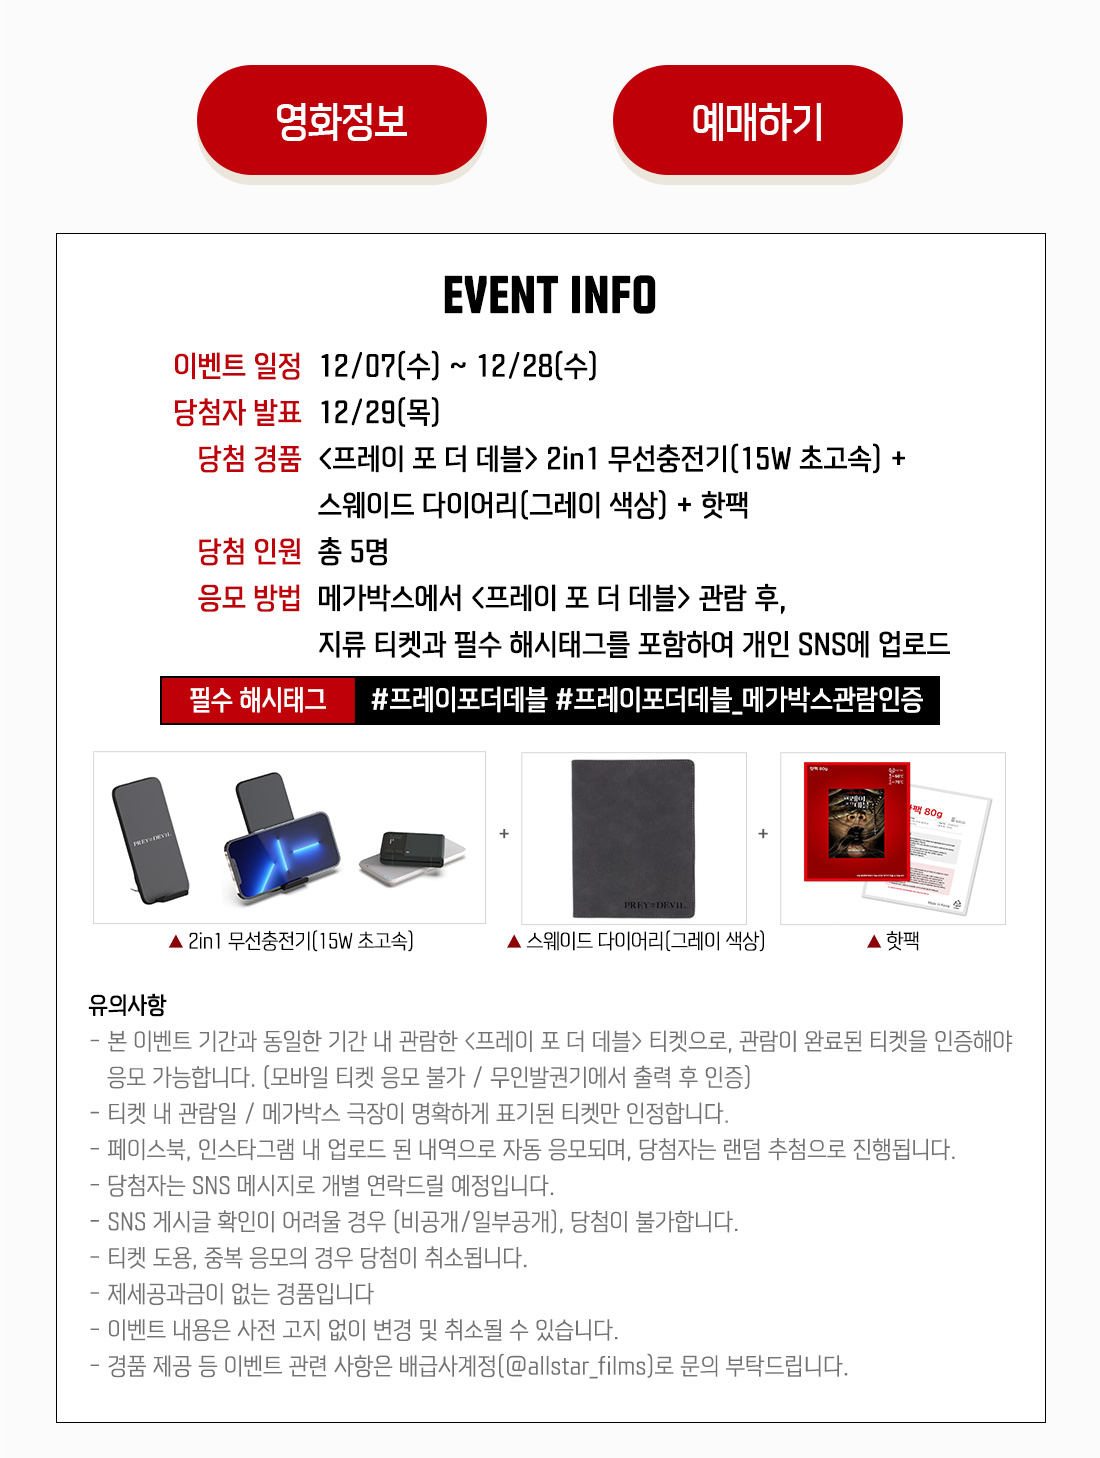 영화정보
예매하기
EVENT INFO
이벤트 일정 12/07(수) ~ 12/28(수)
당첨자 발표 12/29(목)
당첨 경품 <프레이 포 더 데블> 2in1 무선충전기(15W 초고속) +
스웨이드 다이어리(그레이 색상) + 핫팩
당첨 인원 총 5명
응모 방법 메가박스에서 <프레이 포 더 데블> 관람 후,
지류 티켓과 필수 해시태그를 포함하여 개인 SNS에 업로드
필수 해시태그 #프레이포더데블 #프레이포더데블_메가박스관람인증
PREY DEVIL
+
PREY DEVIL
+
핫팩 80g
팩 80g
▲ 2in1 무선충전기(15W 초고속)
▲ 스웨이드 다이어리(그레이 색상)
▲ 핫팩
유의사항
- 본 이벤트 기간과 동일한 기간 내 관람한 <프레이 포 더 데블> 티켓으로, 관람이 완료된 티켓을 인증해야
응모 가능합니다. (모바일 티켓 응모 불가 / 무인발권기에서 출력 후 인증)
- 티켓 내 관람일 / 메가박스 극장이 명확하게 표기된 티켓만 인정합니다.
- 페이스북, 인스타그램 내 업로드 된 내역으로 자동 응모되며, 당첨자는 랜덤 추첨으로 진행됩니다.
- 당첨자는 SNS 메시지로 개별 연락드릴 예정입니다.
- SNS 게시글 확인이 어려울 경우 (비공개/일부공개), 당첨이 불가합니다.
- 티켓 도용, 중복 응모의 경우 당첨이 취소됩니다.
- 제세공과금이 없는 경품입니다
- 이벤트 내용은 사전 고지 없이 변경 및 취소될 수 있습니다.
- 경품 제공 등 이벤트 관련 사항은 배급사계정(@allstar_films)로 문의 부탁드립니다.